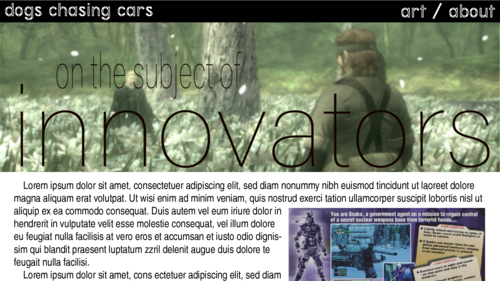 dogs chasing cars
art / about
on the subject of
innovators
Lorem ipsum dolor sit amet, consectetuer adipiscing elit, sed diam nonummy nibh euismod tincidunt ut laoreet dolore
magna aliquam erat volutpat. Ut wisi enim ad minim veniam, quis nostrud exerci tation ullamcorper suscipit lobortis nisl ut
aliquip ex ea commodo consequat. Duis autem vel eum iriure dolor in
hendrerit in vulputate velit esse molestie consequat, vel illum dolore
eu feugiat nulla facilisis at vero eros et accumsan et iusto odio dignis-
sim qui blandit praesent luptatum zzril delenit augue duis dolore te
feugait nulla facilisi.
Lorem ipsum dolor sit amet, cons ectetuer adipiscing elit, sed diam
You are Snake, a government agent on a mission to regain control
of a secret nuclear weapons base from terrorist hands.